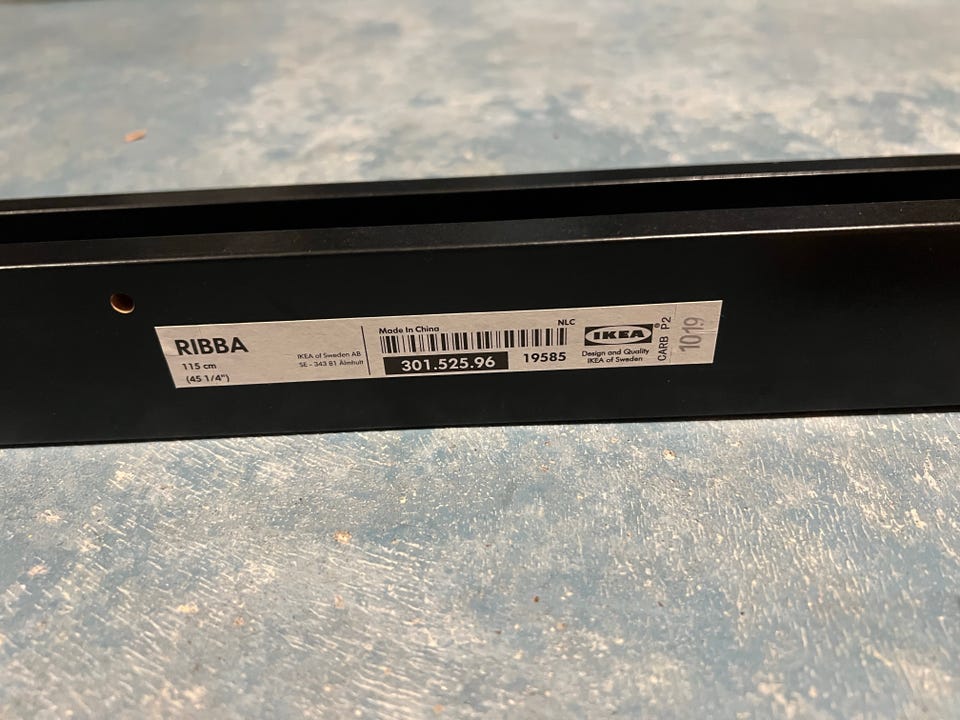 RIBBA
115 cm
(45 1/4")
IKEA of Sweden AB
SE - 343 81 Älmhult
Made In China
NLC
301.525.96
19585
IKEA®
Design and Quality
IKEA of Sweden
CARB P2
1019